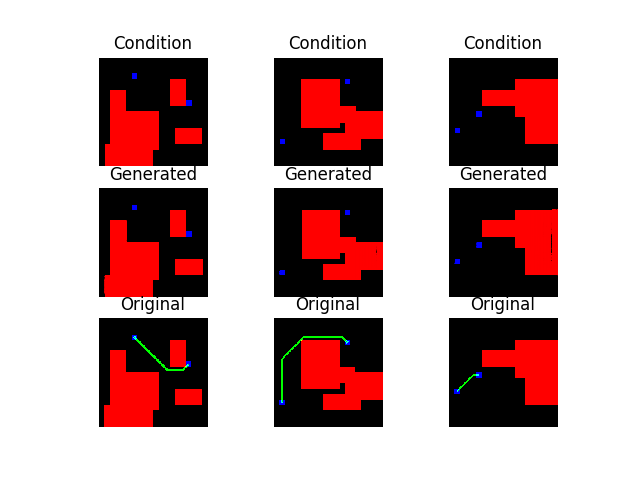 Condition Condition Condition
Generated Generated Generated
Original Original Original